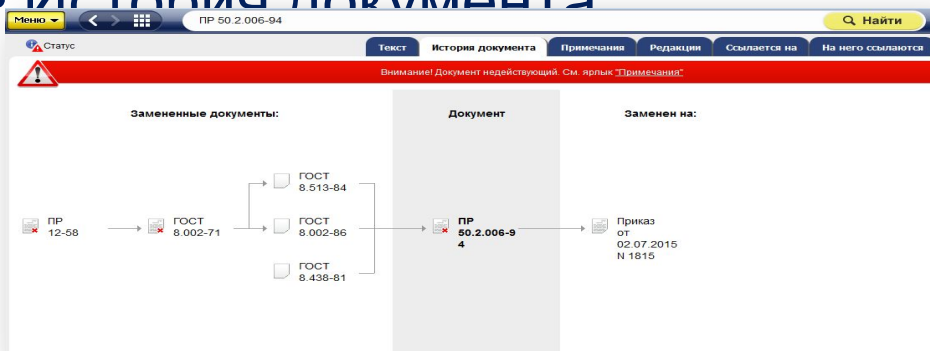 История документа
Меню
ПР 50.2.006-94
Найти
Статус
Текст
История документа
Примечания
Редакции
Ссылается на
На него ссылаются
Внимание! Документ недействующий. См. ярлык "Примечания"
Замененные документы:
Документ
Заменен на:
ПР
12-58
ГОСТ
8.002-71
ГОСТ
8.513-84
ГОСТ
8.002-86
ГОСТ
8.438-81
ПР
50.2.006-9
4
Приказ
от
02.07.2015
N 1815